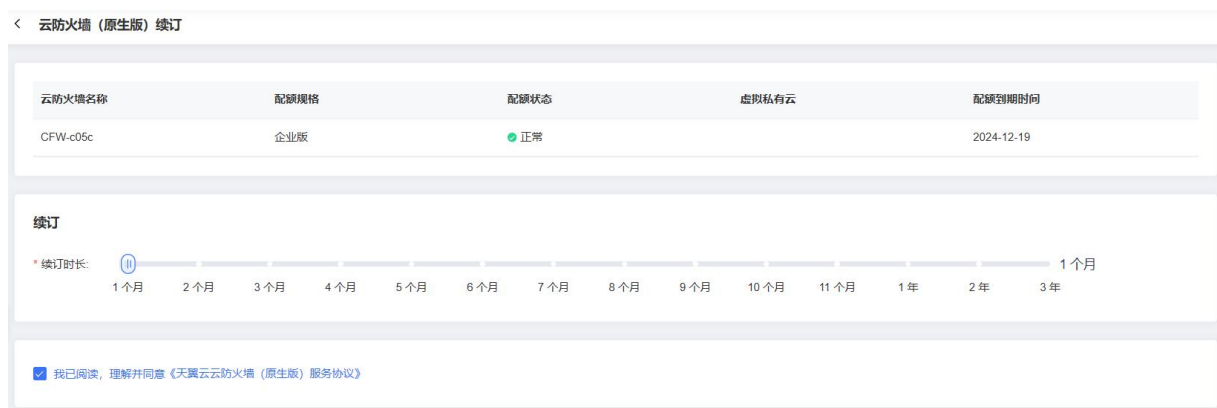 云防火墙（原生版）续订
云防火墙名称 配额规格 配额状态 虚拟私有云 配额到期时间
CFW-c05c 企业版 正常 2024-12-19
续订
* 续订时长: 1 个月
1 个月 2 个月 3 个月 4 个月 5 个月 6 个月 7 个月 8 个月 9 个月 10 个月 11 个月 1 年 2 年 3 年
我已阅读，理解并同意《天翼云云防火墙（原生版）服务协议》